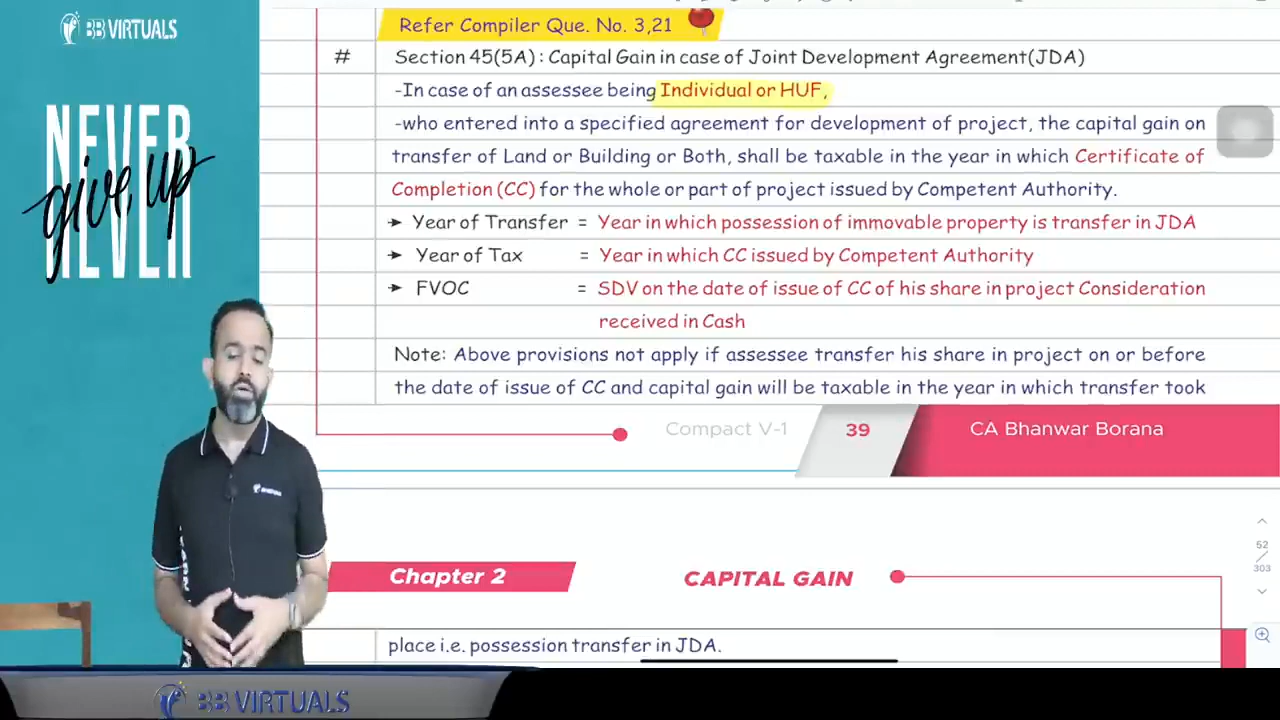 BB VIRTUALS
NEVER
give up
NEVER
Refer Compiler Que. No. 3,21
# Section 45(5A) : Capital Gain in case of Joint Development Agreement(JDA)
-In case of an assessee being Individual or HUF,
-who entered into a specified agreement for development of project, the capital gain on
transfer of Land or Building or Both, shall be taxable in the year in which Certificate of
Completion (CC) for the whole or part of project issued by Competent Authority.
➔ Year of Transfer = Year in which possession of immovable property is transfer in JDA
➔ Year of Tax = Year in which CC issued by Competent Authority
➔ FVOC = SDV on the date of issue of CC of his share in project Consideration
received in Cash
Note: Above provisions not apply if assessee transfer his share in project on or before
the date of issue of CC and capital gain will be taxable in the year in which transfer took
Compact V-1 39 CA Bhanwar Borana
52
303
Chapter 2 CAPITAL GAIN
place i.e. possession transfer in JDA.
BB VIRTUALS